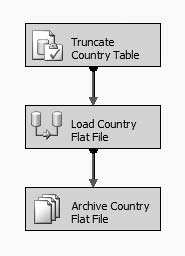 Truncate
Country Table
Load Country
Flat File
Archive Country
Flat File